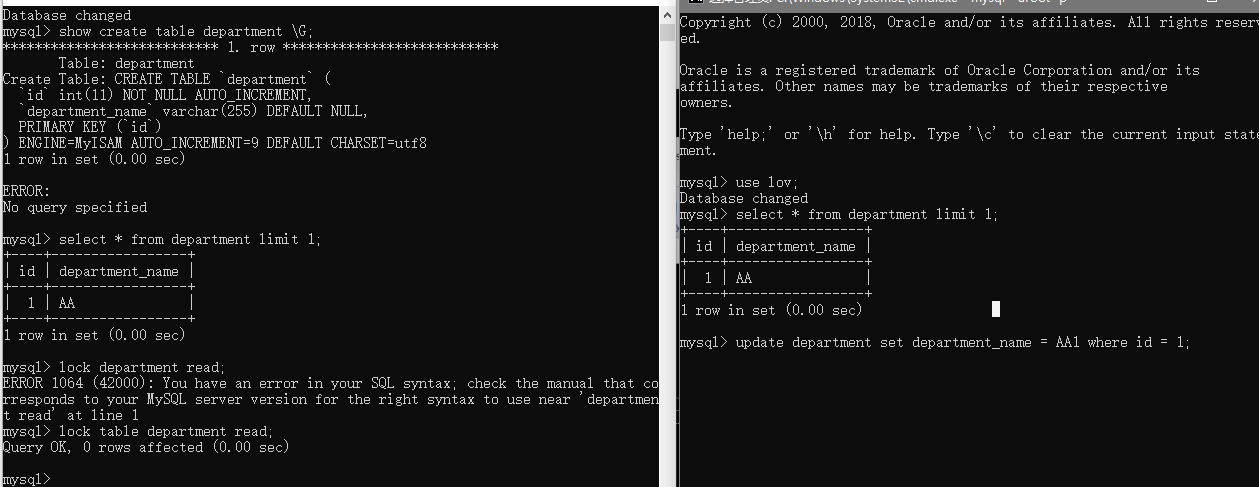 Database changed
mysql> show create table department \G;
*************************** 1. row ***************************
Table: department
Create Table: CREATE TABLE `department` (
`id` int(11) NOT NULL AUTO_INCREMENT,
`department_name` varchar(255) DEFAULT NULL,
PRIMARY KEY (`id`)
) ENGINE=MyISAM AUTO_INCREMENT=9 DEFAULT CHARSET=utf8
1 row in set (0.00 sec)
ERROR:
No query specified
mysql> select * from department limit 1;
+----+-----------------+
| id | department_name |
+----+-----------------+
| 1 | AA |
+----+-----------------+
1 row in set (0.00 sec)
mysql> lock department read;
ERROR 1064 (42000): You have an error in your SQL syntax; check the manual that co
rresponds to your MySQL server version for the right syntax to use near 'departmen
t read' at line 1
mysql> lock table department read;
Query OK, 0 rows affected (0.00 sec)
mysql>
Copyright (c) 2000, 2018, Oracle and/or its affiliates. All rights reserv
ed.
Oracle is a registered trademark of Oracle Corporation and/or its
affiliates. Other names may be trademarks of their respective
owners.
Type 'help;' or '\h' for help. Type '\c' to clear the current input state
ment.
mysql> use lov;
Database changed
mysql> select * from department limit 1;
+----+-----------------+
| id | department_name |
+----+-----------------+
| 1 | AA |
+----+-----------------+
1 row in set (0.00 sec)
mysql> update department set department_name = AA1 where id = 1;